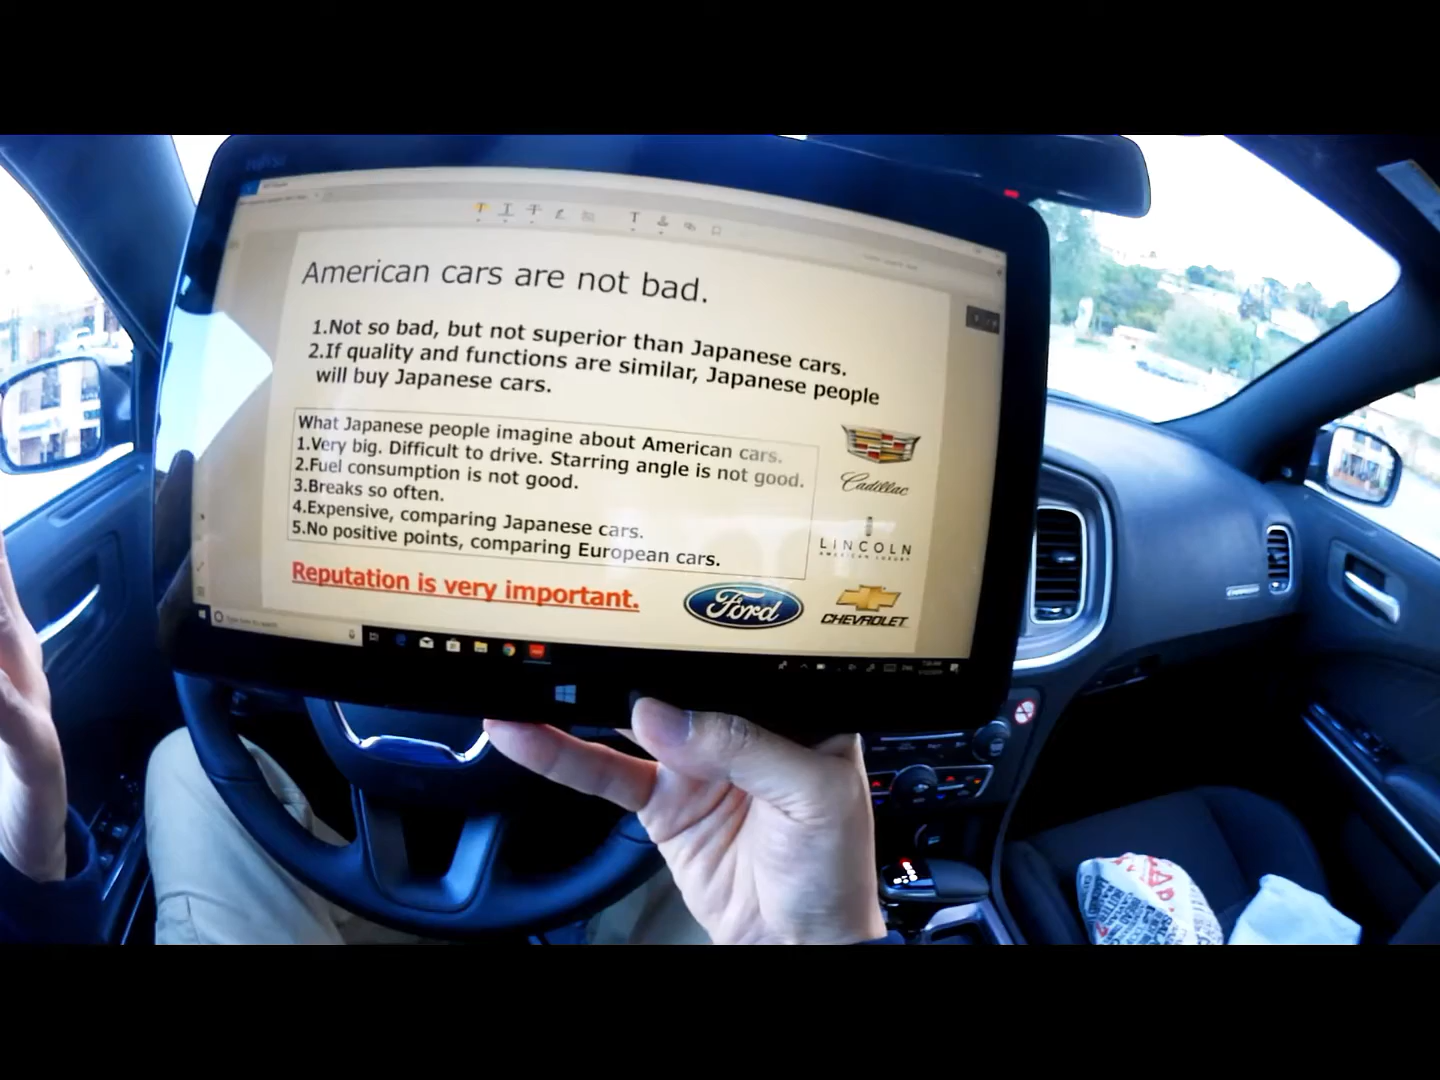 American cars are not bad.
1.Not so bad, but not superior than Japanese cars.
2.If quality and functions are similar, Japanese people
will buy Japanese cars.
What Japanese people imagine about American cars.
1.Very big. Difficult to drive. Starring angle is not good.
2.Fuel consumption is not good.
3.Breaks so often.
4.Expensive, comparing Japanese cars.
5.No positive points, comparing European cars.
Reputation is very important.
Cadillac
LINCOLN
Ford
CHEVROLET